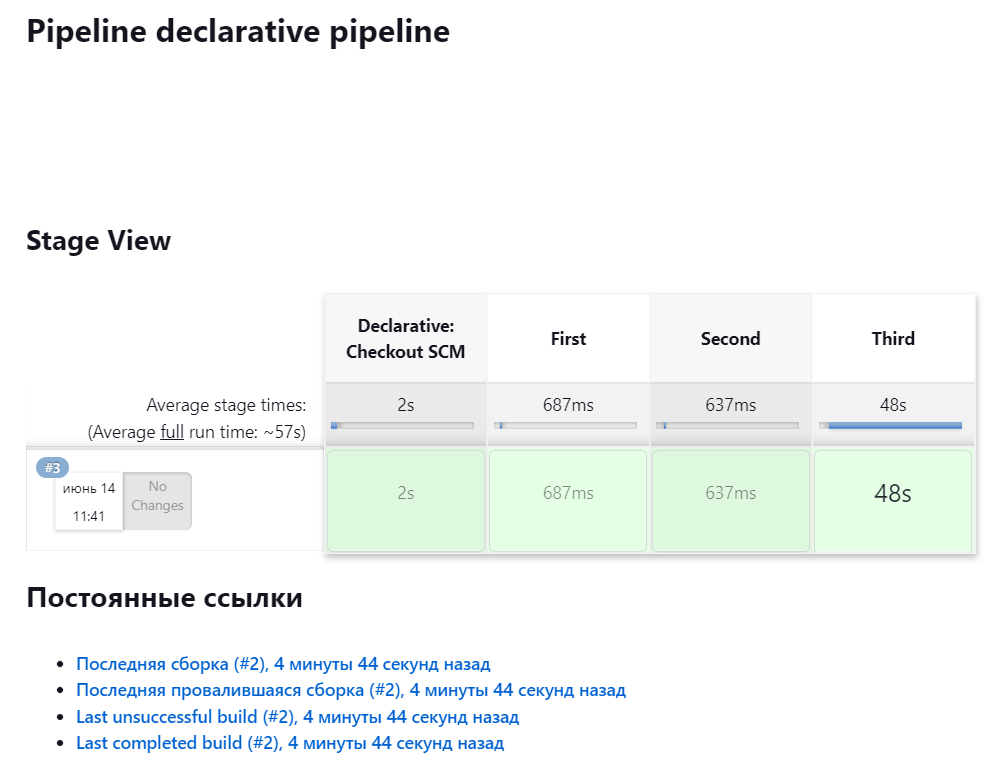 Pipeline declarative pipeline
Stage View
Declarative:
Checkout SCM
First
Second
Third
Average stage times:
2s
687ms
637ms
48s
(Average full run time: ~57s)
#3
июнь 14
11:41
No
Changes
2s
687ms
637ms
48s
Постоянные ссылки
Последняя сборка (#2), 4 минуты 44 секунд назад
Последняя провалившаяся сборка (#2), 4 минуты 44 секунд назад
Last unsuccessful build (#2), 4 минуты 44 секунд назад
Last completed build (#2), 4 минуты 44 секунд назад